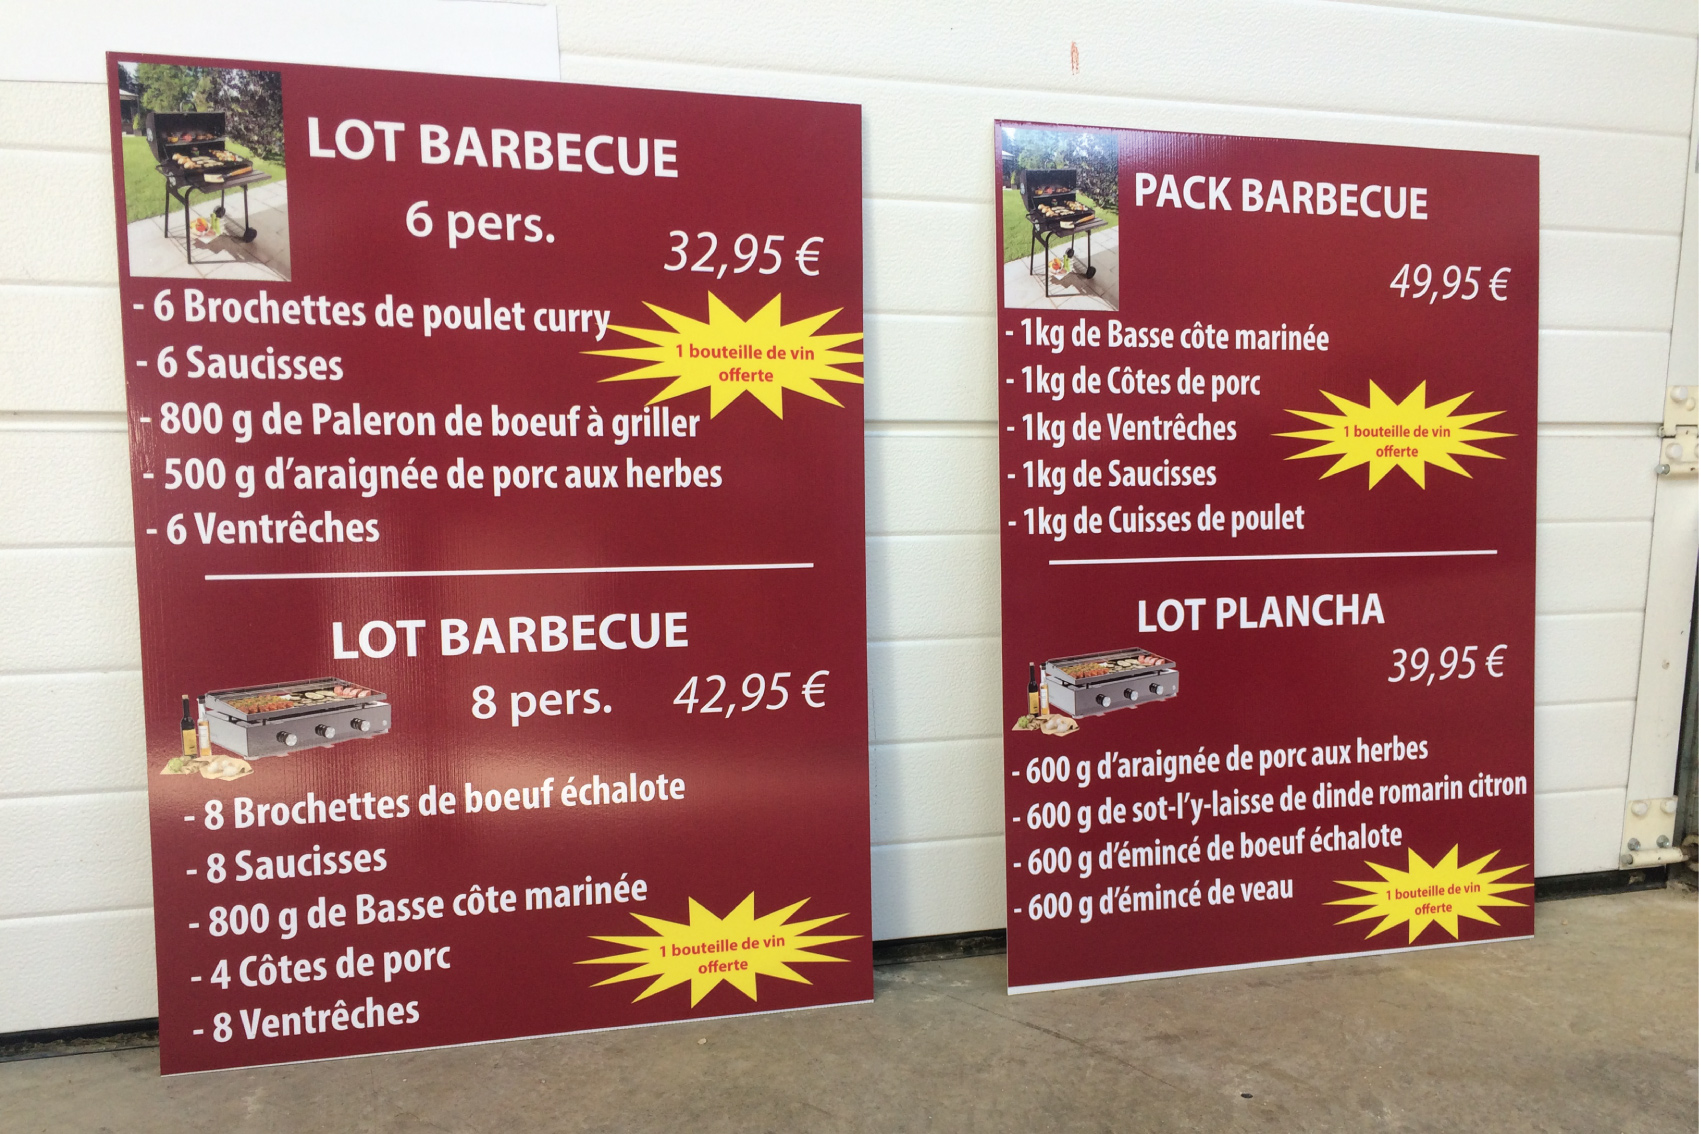 LOT BARBECUE
6 pers.
32,95 €
- 6 Brochettes de poulet curry
- 6 Saucisses
- 800 g de Paleron de boeuf à griller
- 500 g d'araignée de porc aux herbes
- 6 Ventrêches
1 bouteille de vin
offerte
LOT BARBECUE
8 pers.
42,95 €
- 8 Brochettes de boeuf échalote
- 8 Saucisses
- 800 g de Basse côte marinée
- 4 Côtes de porc
- 8 Ventrêches
1 bouteille de vin
offerte
PACK BARBECUE
49,95 €
- 1kg de Basse côte marinée
- 1kg de Côtes de porc
- 1kg de Ventrêches
- 1kg de Saucisses
- 1kg de Cuisses de poulet
1 bouteille de vin
offerte
LOT PLANCHA
39,95 €
- 600 g d'araignée de porc aux herbes
- 600 g de sot-l'y-laisse de dinde romarin citron
- 600 g d'émincé de boeuf échalote
- 600 g d'émincé de veau
1 bouteille de vin
offerte